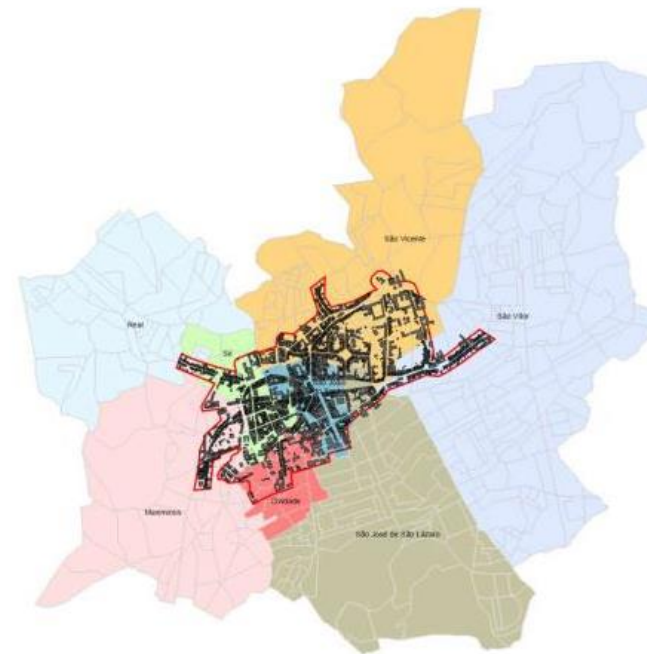 São Vicente
São Vítor
Real
Sé
Maximinos
Cividade
São José de São Lázaro